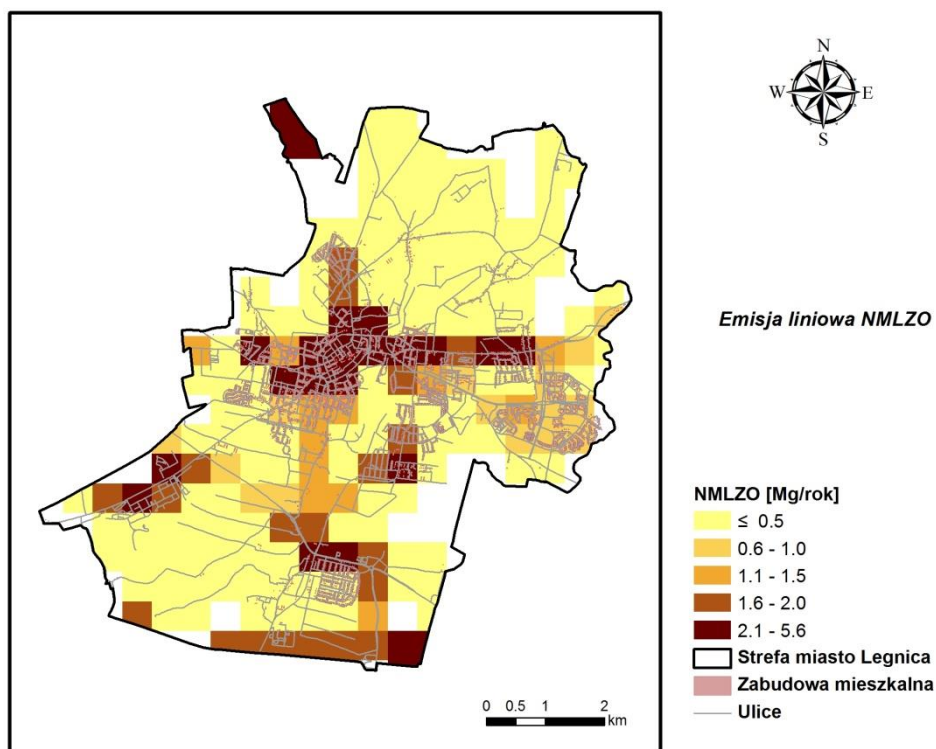 N
W E
S
Emisja liniowa NMLZO
NMLZO [Mg/rok]
≤ 0.5
0.6 - 1.0
1.1 - 1.5
1.6 - 2.0
2.1 - 5.6
Strefa miasto Legnica
Zabudowa mieszkalna
Ulice
0 0.5 1 2
km